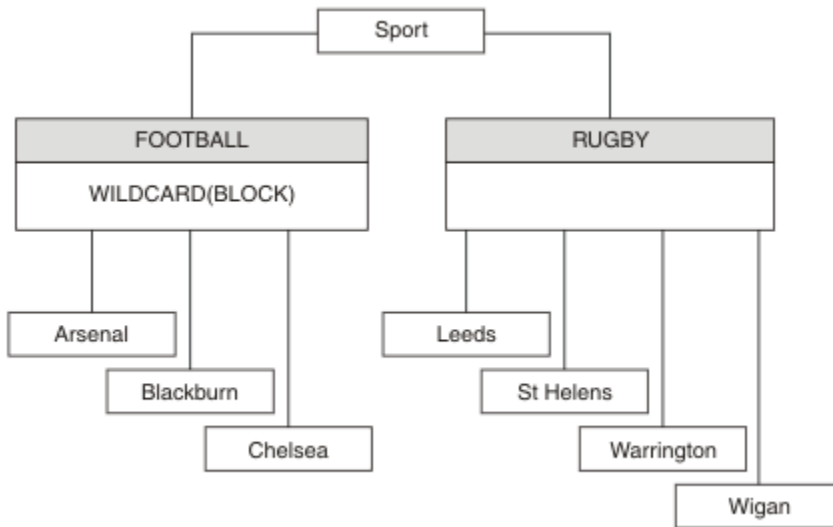 Sport
FOOTBALL
RUGBY
WILDCARD(BLOCK)
Arsenal
Leeds
Blackburn
St Helens
Chelsea
Warrington
Wigan